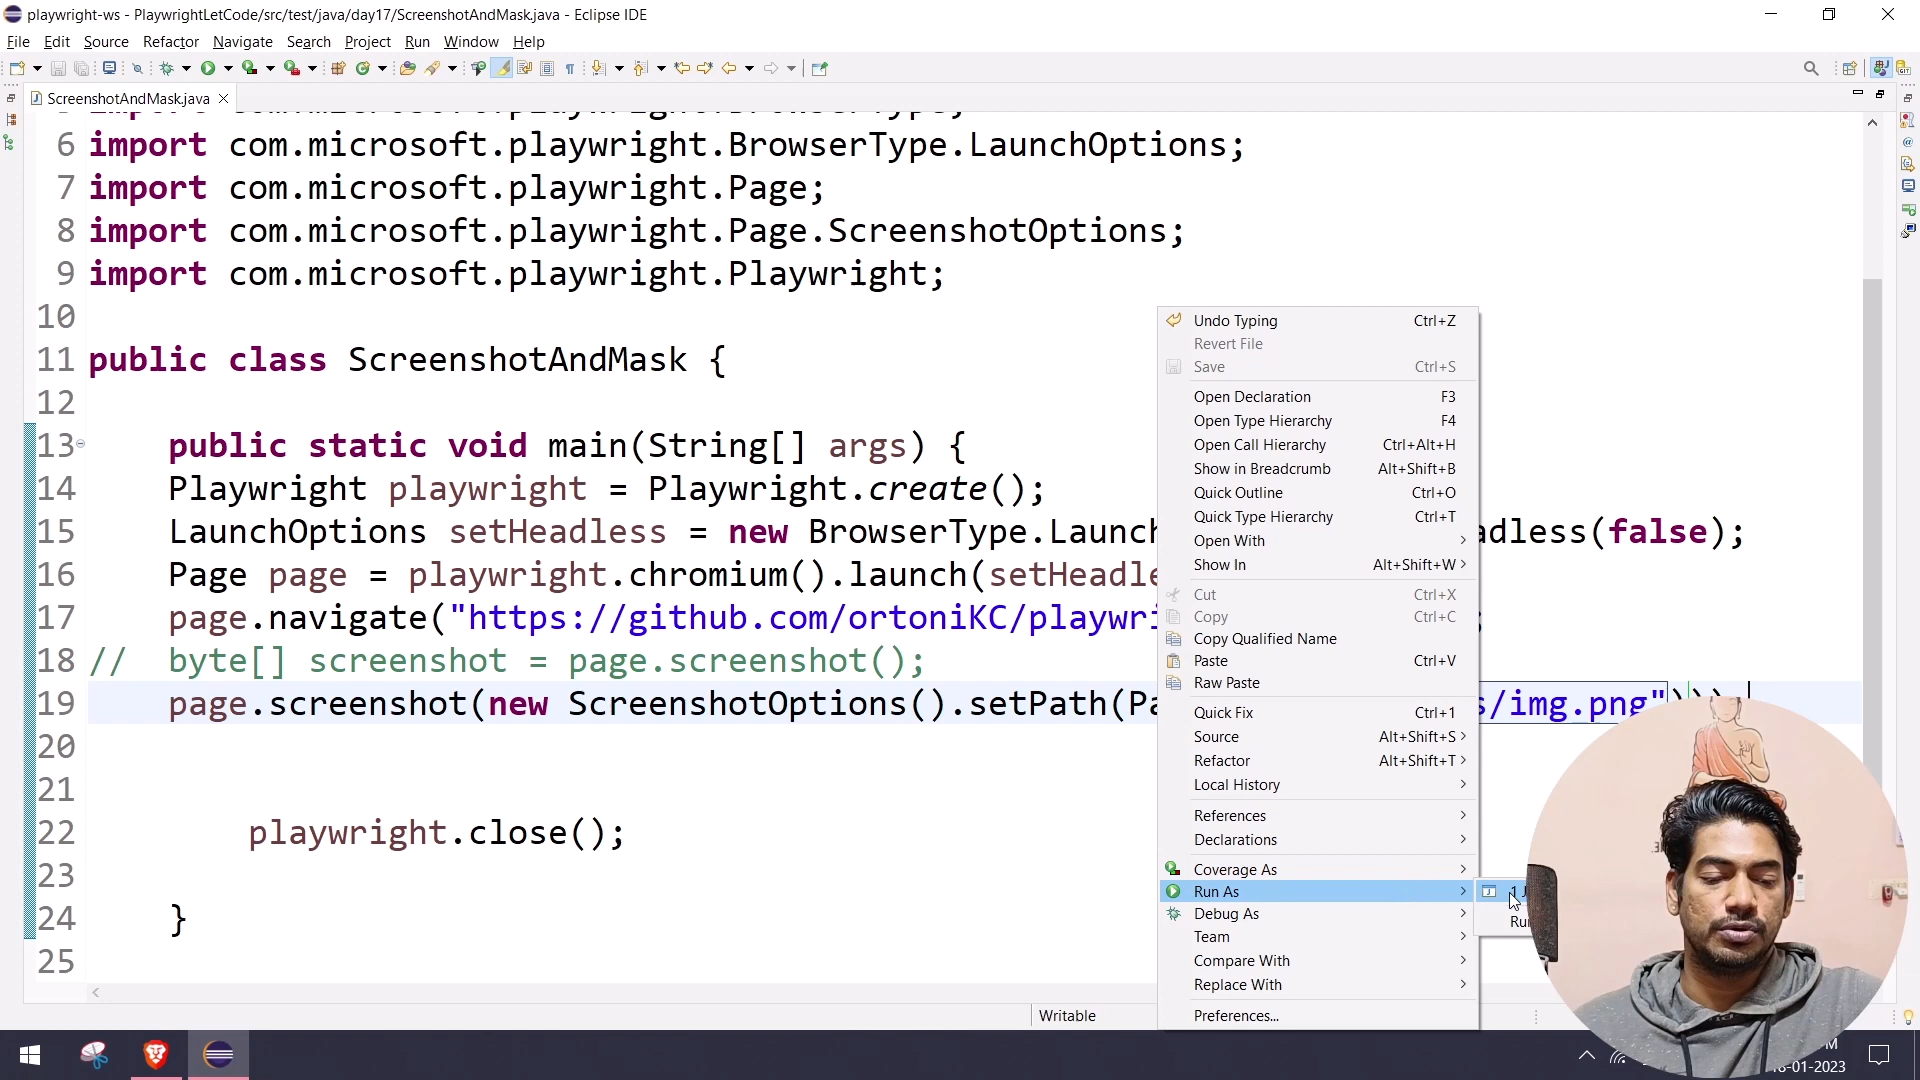 playwright-ws - PlaywrightLetCode/src/test/java/day17/ScreenshotAndMask.java - Eclipse IDE
File Edit Source Refactor Navigate Search Project Run Window Help
ScreenshotAndMask.java
6 import com.microsoft.playwright.BrowserType.LaunchOptions;
7 import com.microsoft.playwright.Page;
8 import com.microsoft.playwright.Page.ScreenshotOptions;
9 import com.microsoft.playwright.Playwright;
10
11 public class ScreenshotAndMask {
12
13 public static void main(String[] args) {
14 Playwright playwright = Playwright.create();
15 LaunchOptions setHeadless = new BrowserType.Launch adless(false);
16 Page page = playwright.chromium().launch(setHeadle
17 page.navigate("https://github.com/ortoniKC/playwri
18 // byte[] screenshot = page.screenshot();
19 page.screenshot(new ScreenshotOptions().setPath(Pa s/img.png")))
20
21
22 playwright.close();
23
24 }
25
Undo Typing Ctrl+Z
Revert File
Save Ctrl+S
Open Declaration F3
Open Type Hierarchy F4
Open Call Hierarchy Ctrl+Alt+H
Show in Breadcrumb Alt+Shift+B
Quick Outline Ctrl+O
Quick Type Hierarchy Ctrl+T
Open With
Show In Alt+Shift+W
Cut Ctrl+X
Copy Ctrl+C
Copy Qualified Name
Paste Ctrl+V
Raw Paste
Quick Fix Ctrl+1
Source Alt+Shift+S
Refactor Alt+Shift+T
Local History
References
Declarations
Coverage As
Run As
Debug As
Team
Compare With
Replace With
Preferences...
1 J
Ru
Writable
M
-01-2023